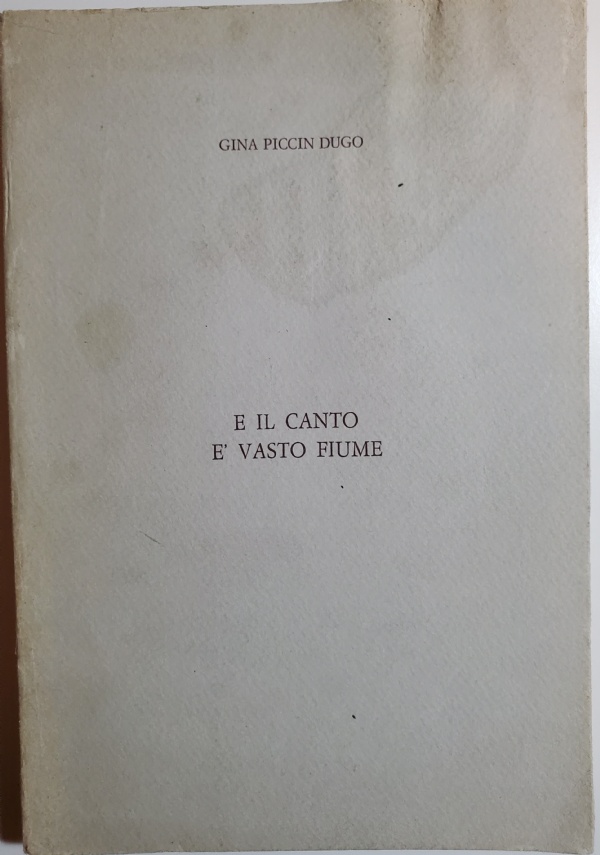 GINA PICCIN DUGO
E IL CANTO
E' VASTO FIUME